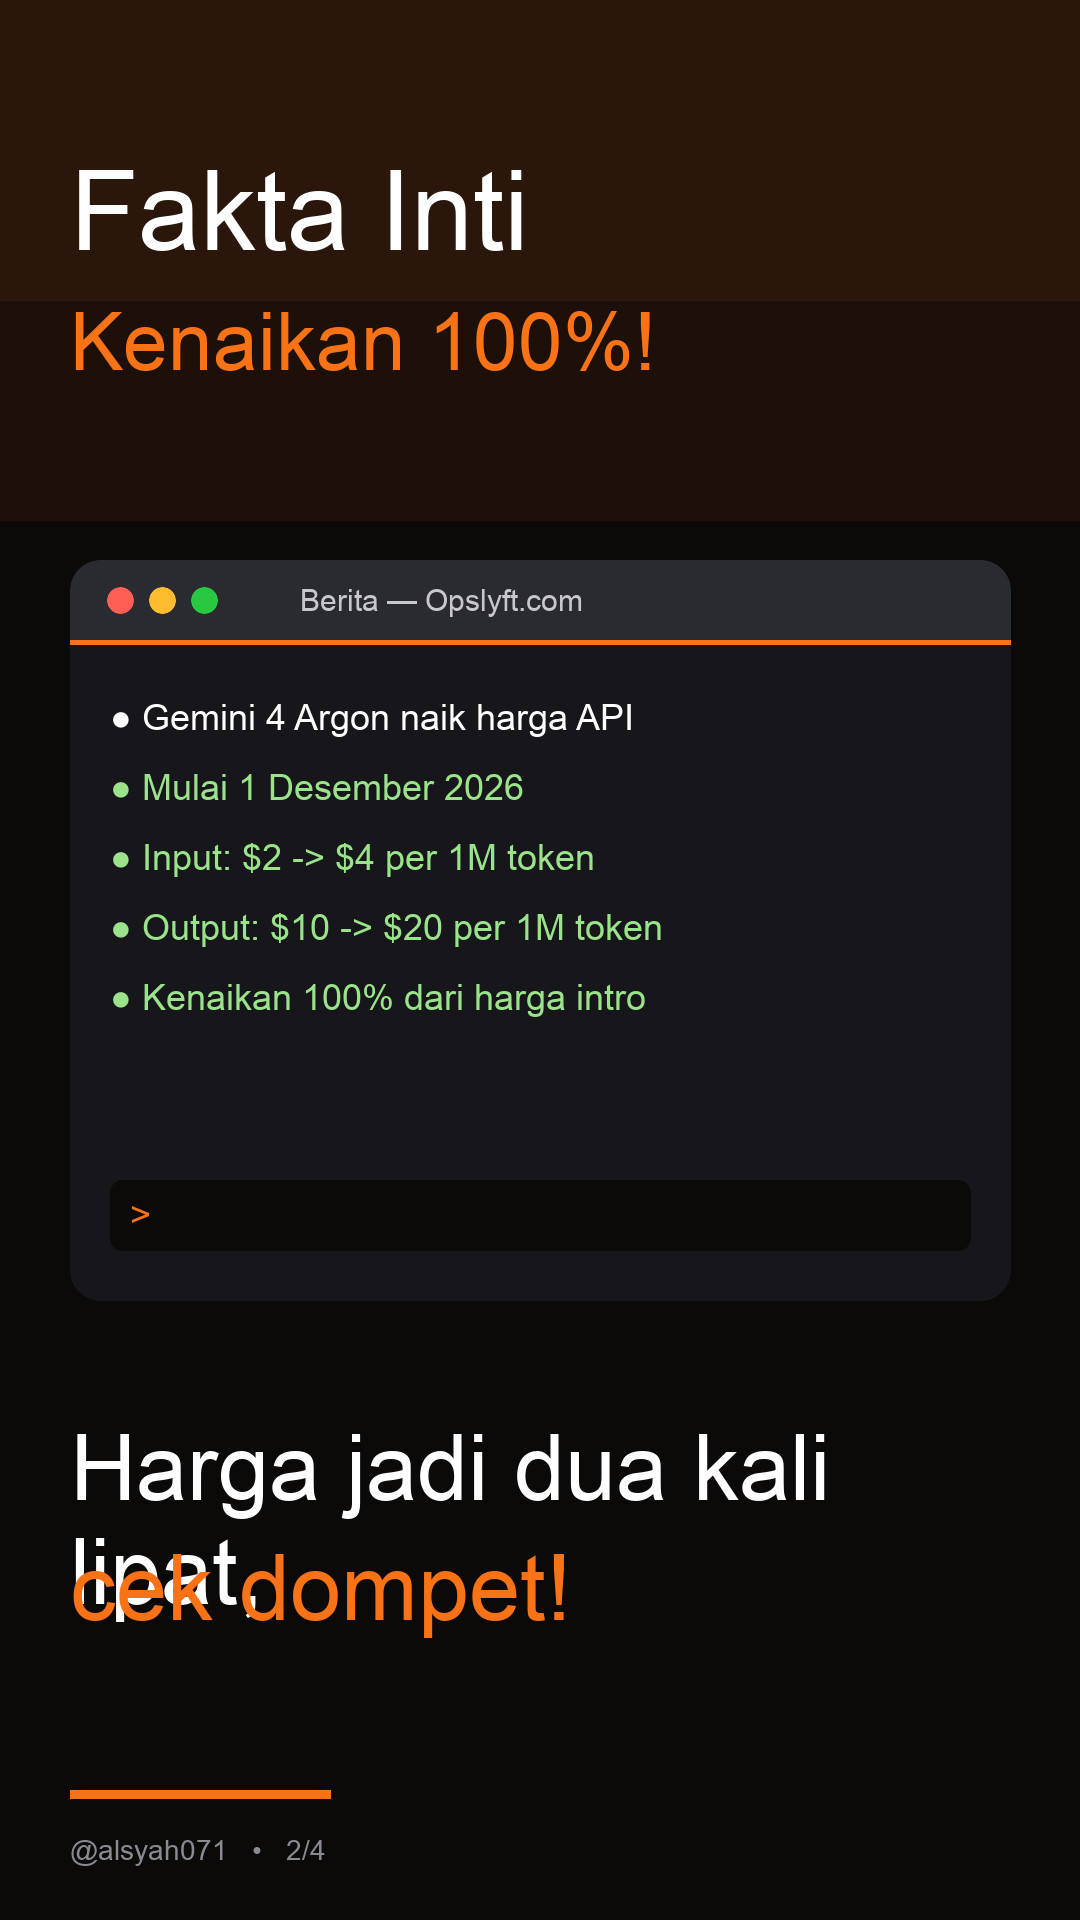 Fakta Inti
Kenaikan 100%!
Berita — Opslyft.com
● Gemini 4 Argon naik harga API
● Mulai 1 Desember 2026
● Input: $2 -> $4 per 1M token
● Output: $10 -> $20 per 1M token
● Kenaikan 100% dari harga intro
>
Harga jadi dua kali
lipat,
cek dompet!
@alsyah071 • 2/4